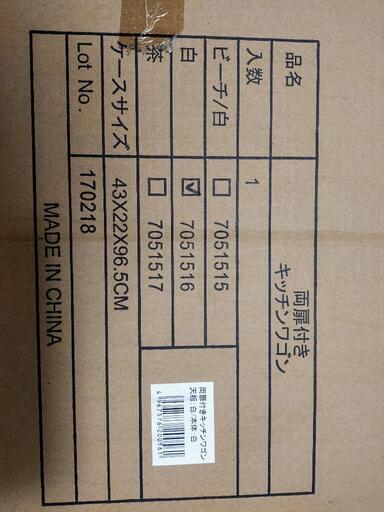 品名 両扉付きキッチンワゴン
入数 1
ビーチ/白 7051515
白 ☑ 7051516
茶 7051517
ケースサイズ 43X22X96.5CM
Lot No. 170218
MADE IN CHINA
両扉付きキッチンワゴン
天板:白/本体:白
4967576200561